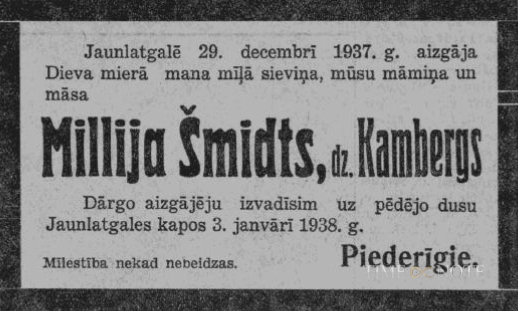 Jaunlatgalē 29. decembrī 1937. g. aizgāja
Dieva mierā mana mīļā sieviņa, mūsu māmiņa un
māsa
Millija Šmidts, dz. Kambergs
Dārgo aizgājēju izvadīsim uz pēdējo dusu
Jaunlatgales kapos 3. janvārī 1938. g.
Mīlestība nekad nebeidzas.
Piederīgie.